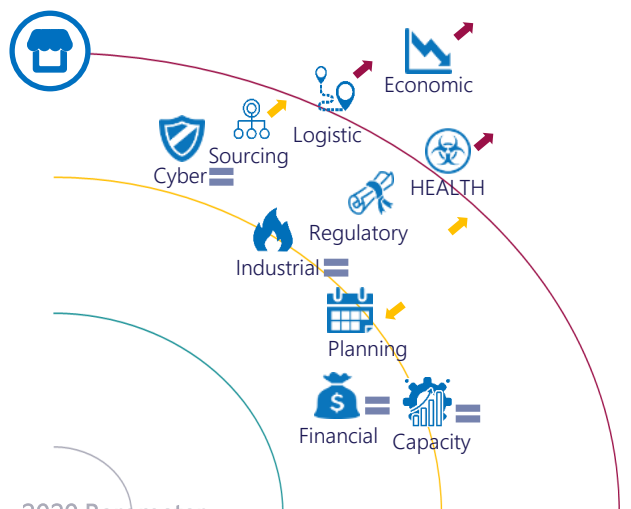 Economic
Logistic
Sourcing
Cyber
HEALTH
Regulatory
Industrial
Planning
Financial
Capacity